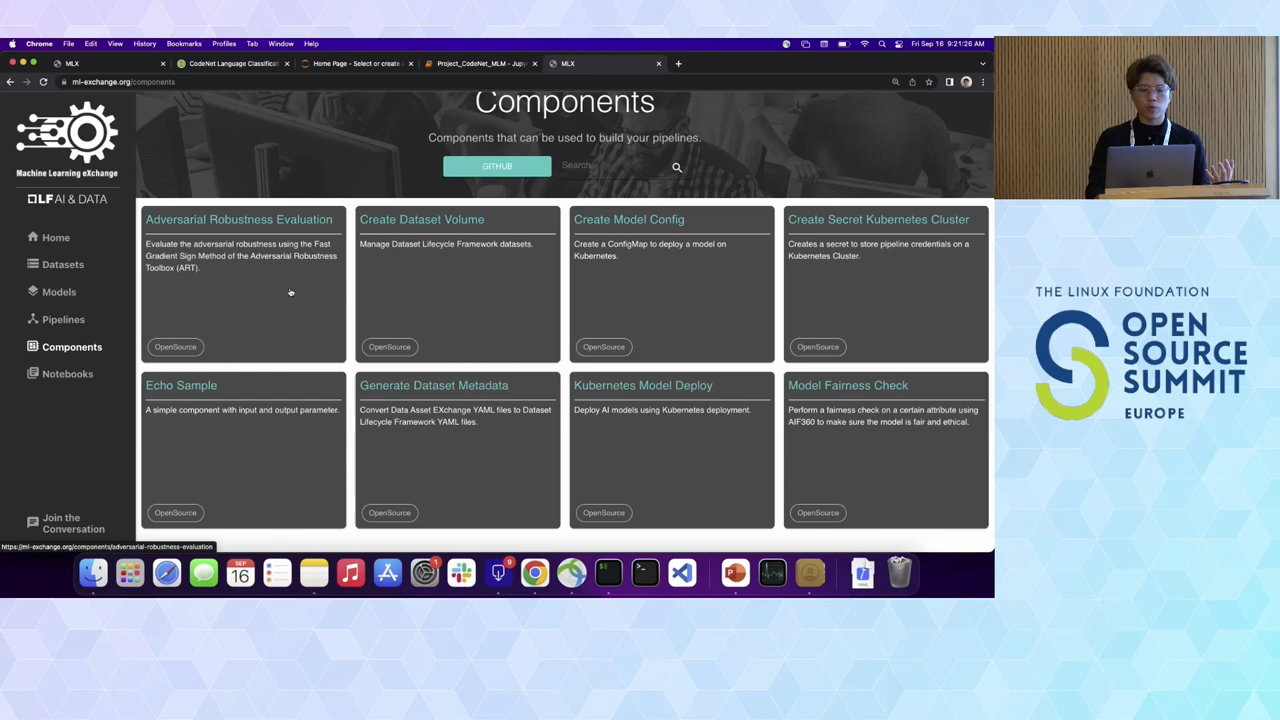 Chrome File Edit View History Bookmarks Profiles Tab Window Help
Fri Sep 16 9:21:26 AM
MLX
CodeNet Language Classificat
Home Page - Select or create
Project_CodeNet_MLM - Jupyt
MLX
ml-exchange.org/components
Machine Learning eXchange
LF AI & DATA
Home
Datasets
Models
Pipelines
Components
Notebooks
Join the
Conversation
Components
Components that can be used to build your pipelines.
GITHUB
Search
Adversarial Robustness Evaluation
Evaluate the adversarial robustness using the Fast
Gradient Sign Method of the Adversarial Robustness
Toolbox (ART).
OpenSource
Create Dataset Volume
Manage Dataset Lifecycle Framework datasets.
OpenSource
Create Model Config
Create a ConfigMap to deploy a model on
Kubernetes.
OpenSource
Create Secret Kubernetes Cluster
Creates a secret to store pipeline credentials on a
Kubernetes Cluster.
OpenSource
Echo Sample
A simple component with input and output parameter.
OpenSource
Generate Dataset Metadata
Convert Data Asset EXchange YAML files to Dataset
Lifecycle Framework YAML files.
OpenSource
Kubernetes Model Deploy
Deploy AI models using Kubernetes deployment.
OpenSource
Model Fairness Check
Perform a fairness check on a certain attribute using
AIF360 to make sure the model is fair and ethical.
OpenSource
https://ml-exchange.org/components/adversarial-robustness-evaluation
SEP
16
1
9
THE LINUX FOUNDATION
OPEN
SOURCE
SUMMIT
EUROPE